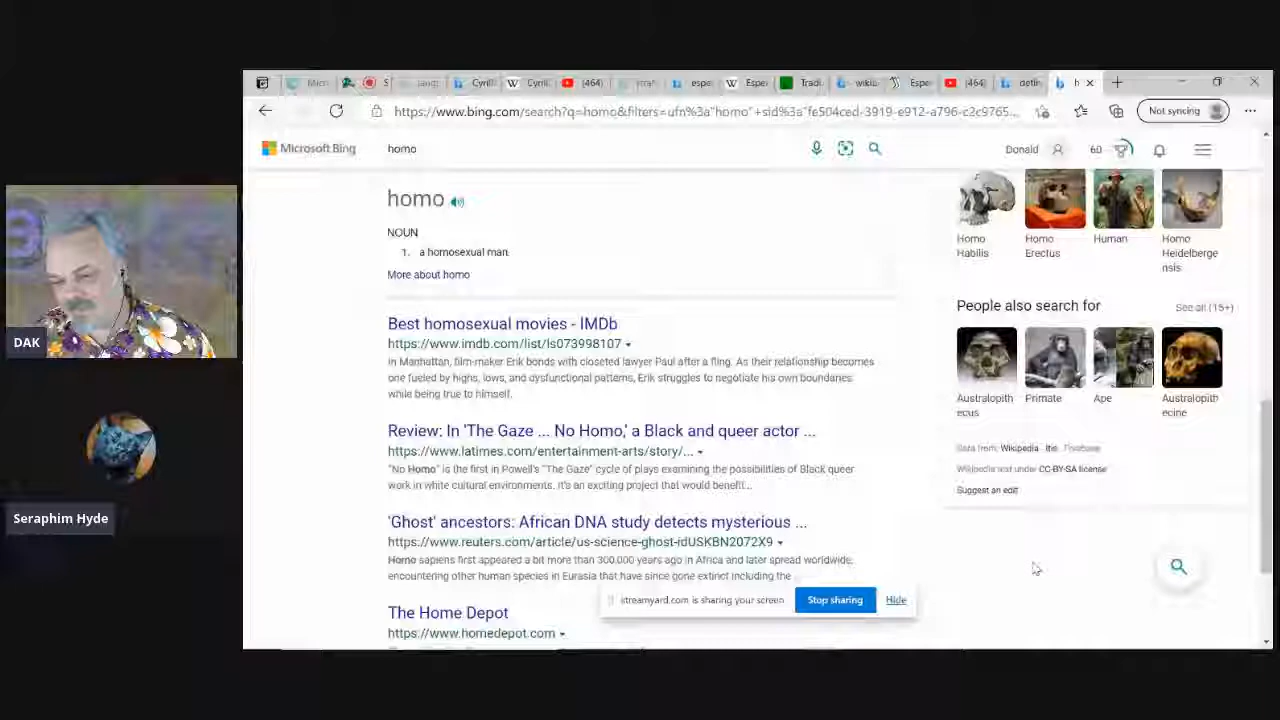 https://www.bing.com/search?q=homo&filters=ufn%3a"homo"+sid%3a"fe504ced-3919-e912-a796-c2c9765...
Not syncing
Microsoft Bing
homo
Donald
60
homo
NOUN
1. a homosexual man
More about homo
Best homosexual movies - IMDb
https://www.imdb.com/list/ls073998107
In Manhattan, film-maker Erik bonds with closeted lawyer Paul after a fling. As their relationship becomes
one fueled by highs, lows, and dysfunctional patterns, Erik struggles to negotiate his own boundaries
while being true to himself.
Review: In 'The Gaze ... No Homo,' a Black and queer actor ...
https://www.latimes.com/entertainment-arts/story/...
"No Homo" is the first in Powell's "The Gaze" cycle of plays examining the possibilities of Black queer
work in white cultural environments. It's an exciting project that would benefit...
'Ghost' ancestors: African DNA study detects mysterious ...
https://www.reuters.com/article/us-science-ghost-idUSKBN2072X9
Homo sapiens first appeared a bit more than 300,000 years ago in Africa and later spread worldwide,
encountering other human species in Eurasia that have since gone extinct including the
The Home Depot
https://www.homedepot.com
Homo
Habilis
Homo
Erectus
Human
Homo
Heidelberge
nsis
People also search for
See all (15+)
Australopith
ecus
Primate
Ape
Australopith
ecine
Data from: Wikipedia
Wikipedia text under CC-BY-SA license
Suggest an edit
streamyard.com is sharing your screen
Stop sharing
Hide
DAK
Seraphim Hyde